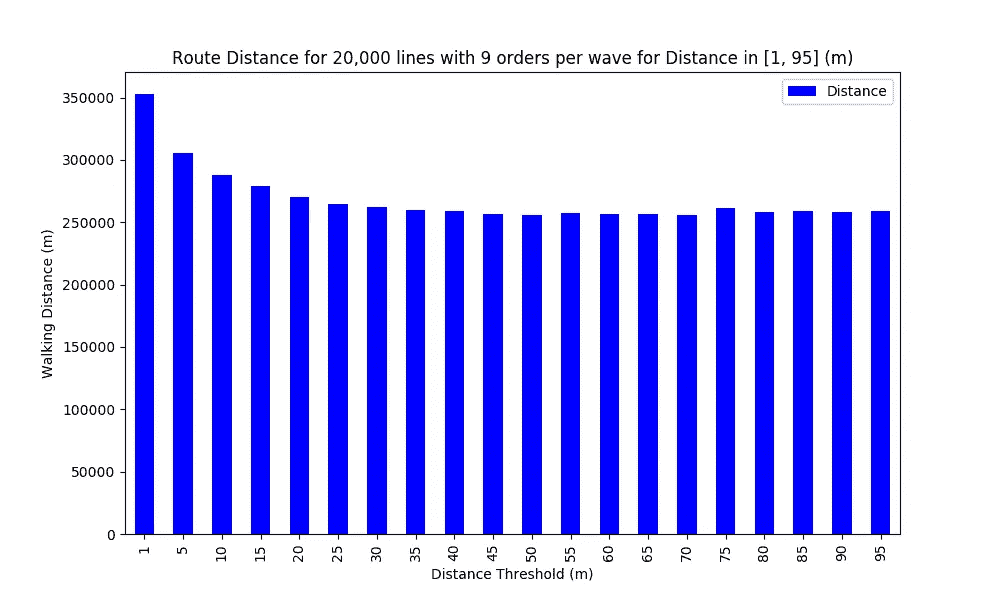 Route Distance for 20,000 lines with 9 orders per wave for Distance in [1, 95] (m)
Distance
350000
300000
250000
200000
150000
100000
50000
0
Walking Distance (m)
1 5 10 15 20 25 30 35 40 45 50 55 60 65 70 75 80 85 90 95
Distance Threshold (m)